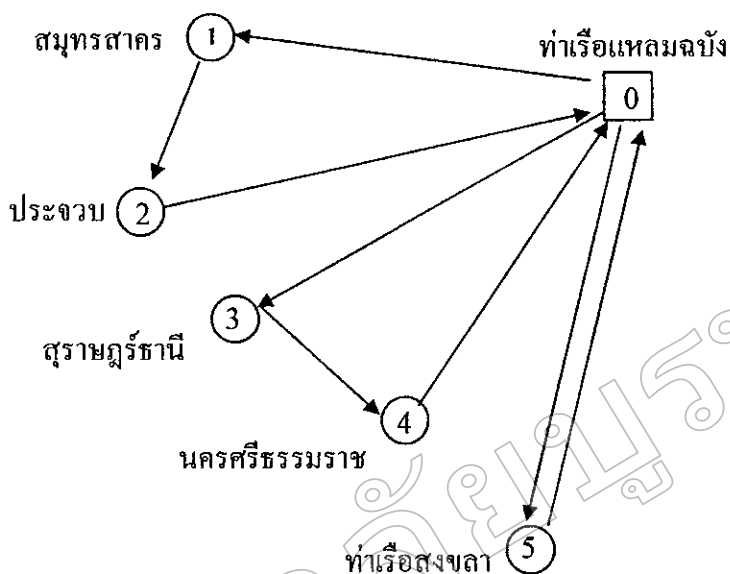 สมุทรสาคร 1
ท่าเรือแหลมฉบัง
0
ประจวบ 2
3
สุราษฎร์ธานี
4
นครศรีธรรมราช
ท่าเรือสงขลา 5